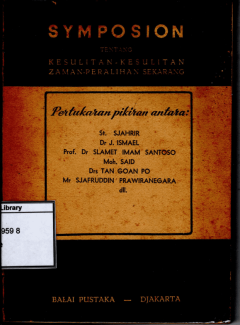 SYMPOSION
TENTANG
KESULITAN-KESULITAN
ZAMAN PERALIHAN SEKARANG
Pertukaran pikiran antara:
St. SJAHRIR
Dr J. ISMAEL
Prof. Dr SLAMET IMAM SANTOSO
Moh. SAID
Drs TAN GOAN PO
Mr SJAFRUDDIN PRAWIRANEGARA
dll.
Library
959 8
BALAI PUSTAKA — DJAKARTA